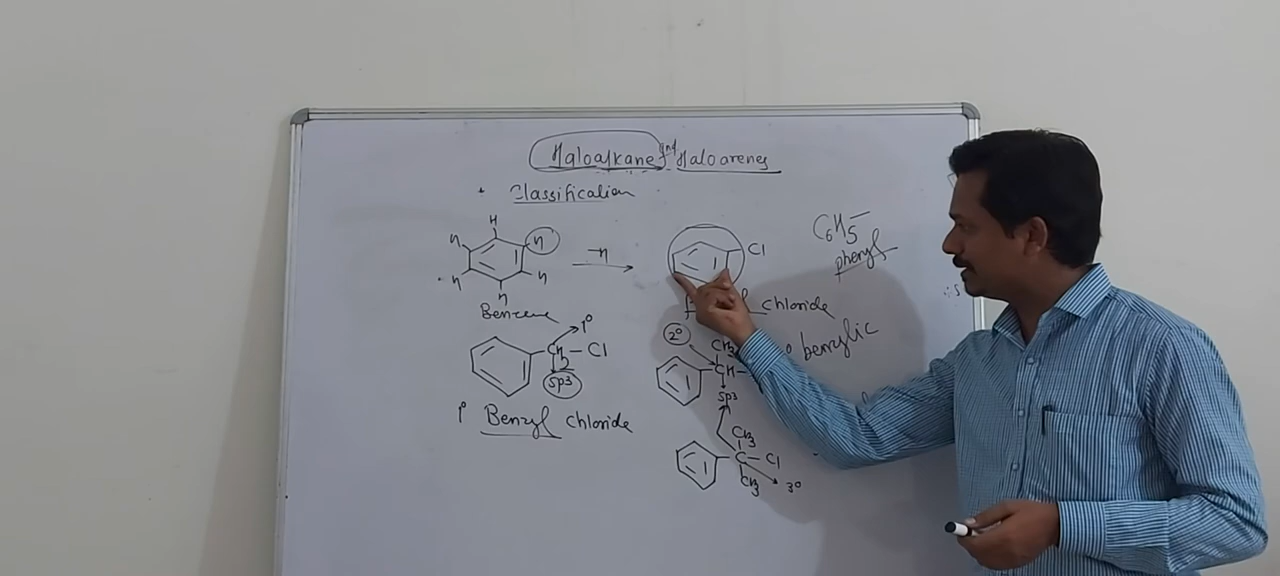 Haloalkane and Haloarenes
Classification
H
H H
H H
H
-H
Cl
C6H5-
phenyl
Benzene
chloride
1°
CH2-Cl
sp3
1° Benzyl chloride
2°
CH3
CH-
benzylic
sp3
CH3
C-Cl
CH3
3°